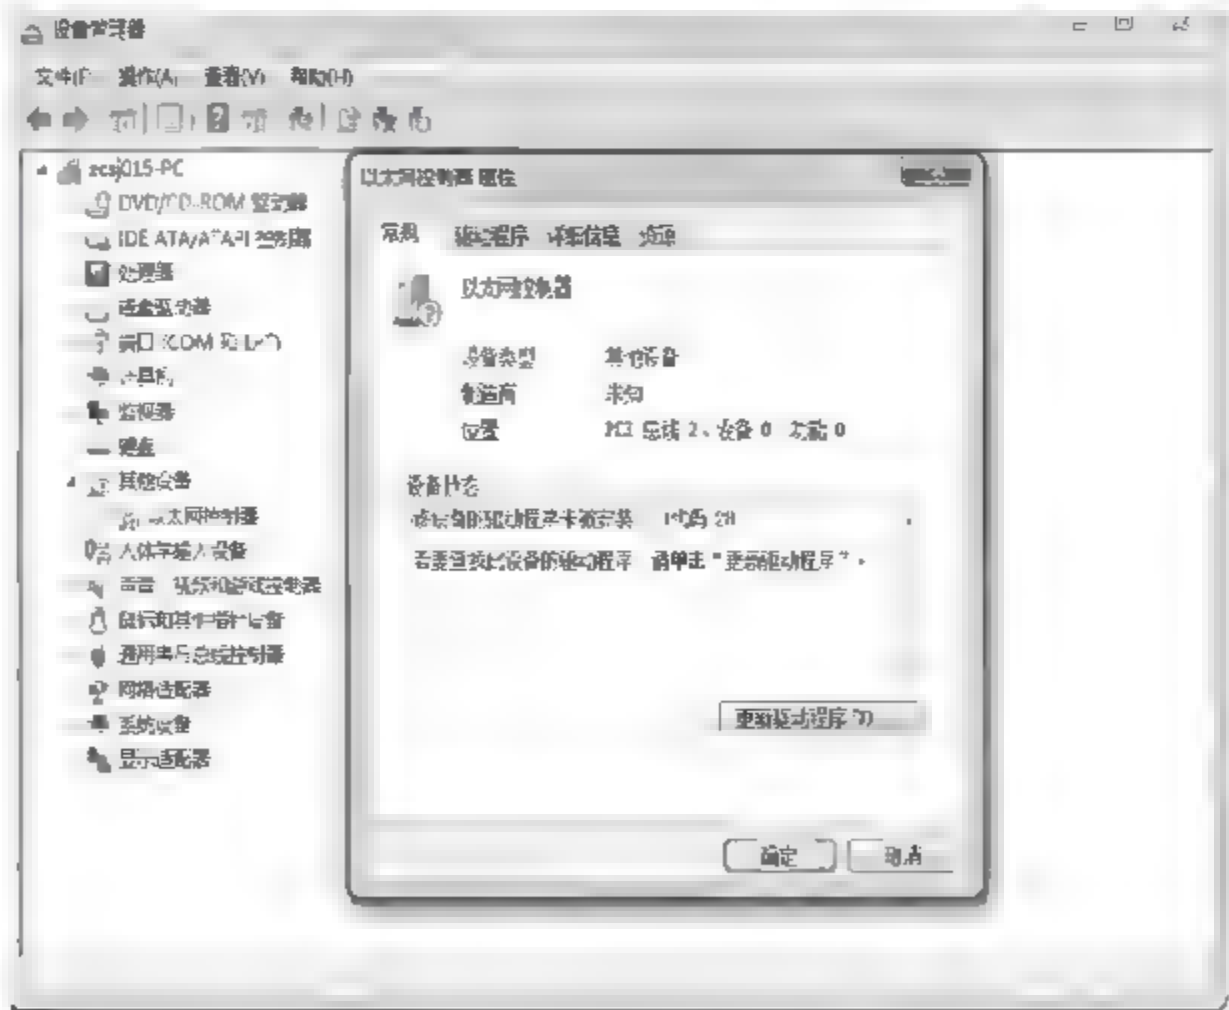 设备管理器
文件(F) 操作(A) 查看(V) 帮助(H)
zcsj015-PC
DVD/CD-ROM 驱动器
IDE ATA/ATAPI 控制器
处理器
磁盘驱动器
端口 (COM 和 LPT)
计算机
监视器
键盘
其他设备
以太网控制器
人体学输入设备
声音、视频和游戏控制器
鼠标和其他指针设备
通用串行总线控制器
网络适配器
系统设备
显示适配器
以太网控制器 属性
常规 驱动程序 详细信息 资源
以太网控制器
设备类型 其他设备
制造商 未知
位置 PCI 总线 2、设备 0、功能 0
设备状态
该设备的驱动程序未被安装。 (代码 28)
若要查找此设备的驱动程序，请单击“更新驱动程序”。
更新驱动程序
确定 取消